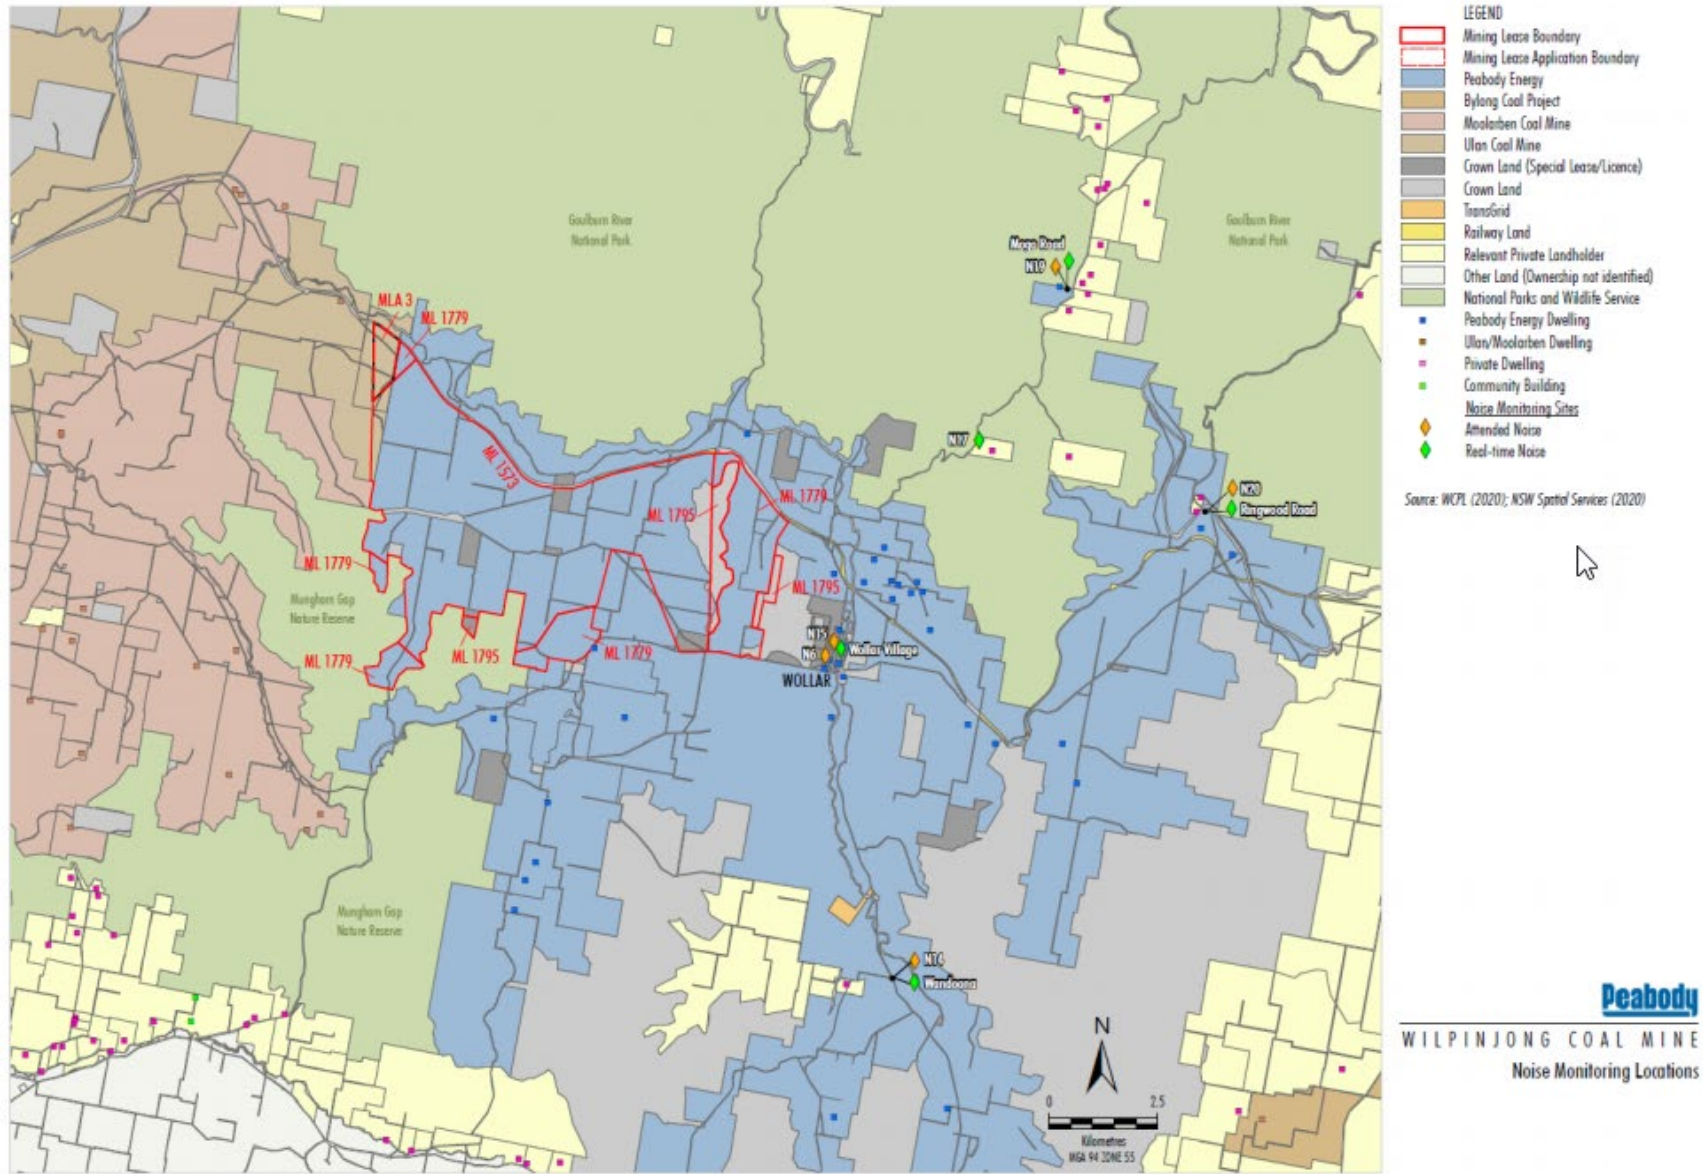 LEGEND
Mining Lease Boundary
Mining Lease Application Boundary
Peabody Energy
Bylong Coal Project
Moolarben Coal Mine
Ulan Coal Mine
Crown Land (Special Lease/Licence)
Crown Land
TransGrid
Railway Land
Relevant Private Landholder
Other Land (Ownership not identified)
National Parks and Wildlife Service
Peabody Energy Dwelling
Ulan/Moolarben Dwelling
Private Dwelling
Community Building
Noise Monitoring Sites
Attended Noise
Real-time Noise
Source: WCPL (2020); NSW Spatial Services (2020)
Goulburn River
National Park
Goulburn River
National Park
Mogo Road
N19
MLA 3
ML 1779
N17
ML 1573
ML 1779
ML 1795
N20
Ringwood Road
ML 1779
ML 1795
Munghorn Gap
Nature Reserve
N15
N6
Wollar Village
ML 1779
ML 1795
ML 1779
WOLLAR
Munghorn Gap
Nature Reserve
N14
Wandoona
N
0 2.5
Kilometres
MGA 94 ZONE 55
Peabody
WILPINJONG COAL MINE
Noise Monitoring Locations